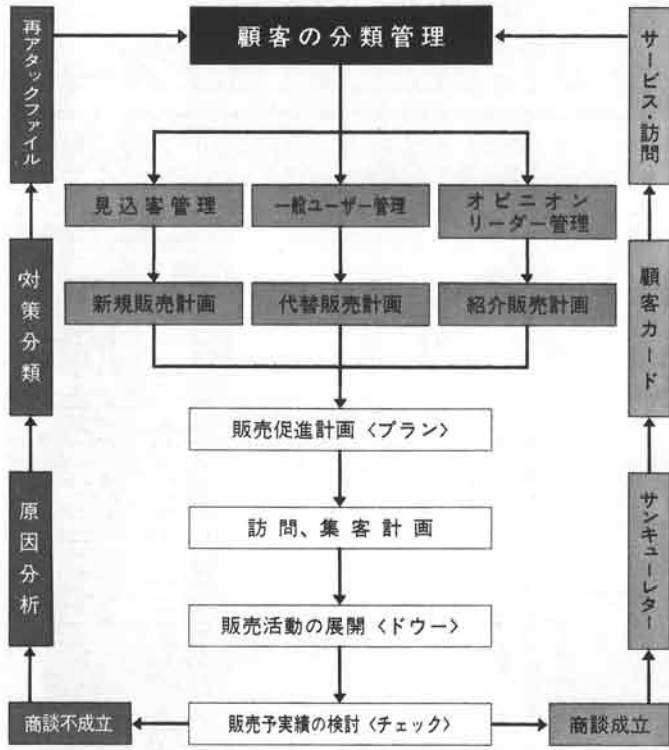 顧客の分類管理
再アタックファイル
サービス・訪問
見込客管理
一般ユーザー管理
オピニオン
リーダー管理
対策分類
顧客カード
新規販売計画
代替販売計画
紹介販売計画
販売促進計画〈プラン〉
訪問、集客計画
原因分析
サンキューレター
販売活動の展開〈ドウー〉
商談不成立
販売予実績の検討〈チェック〉
商談成立